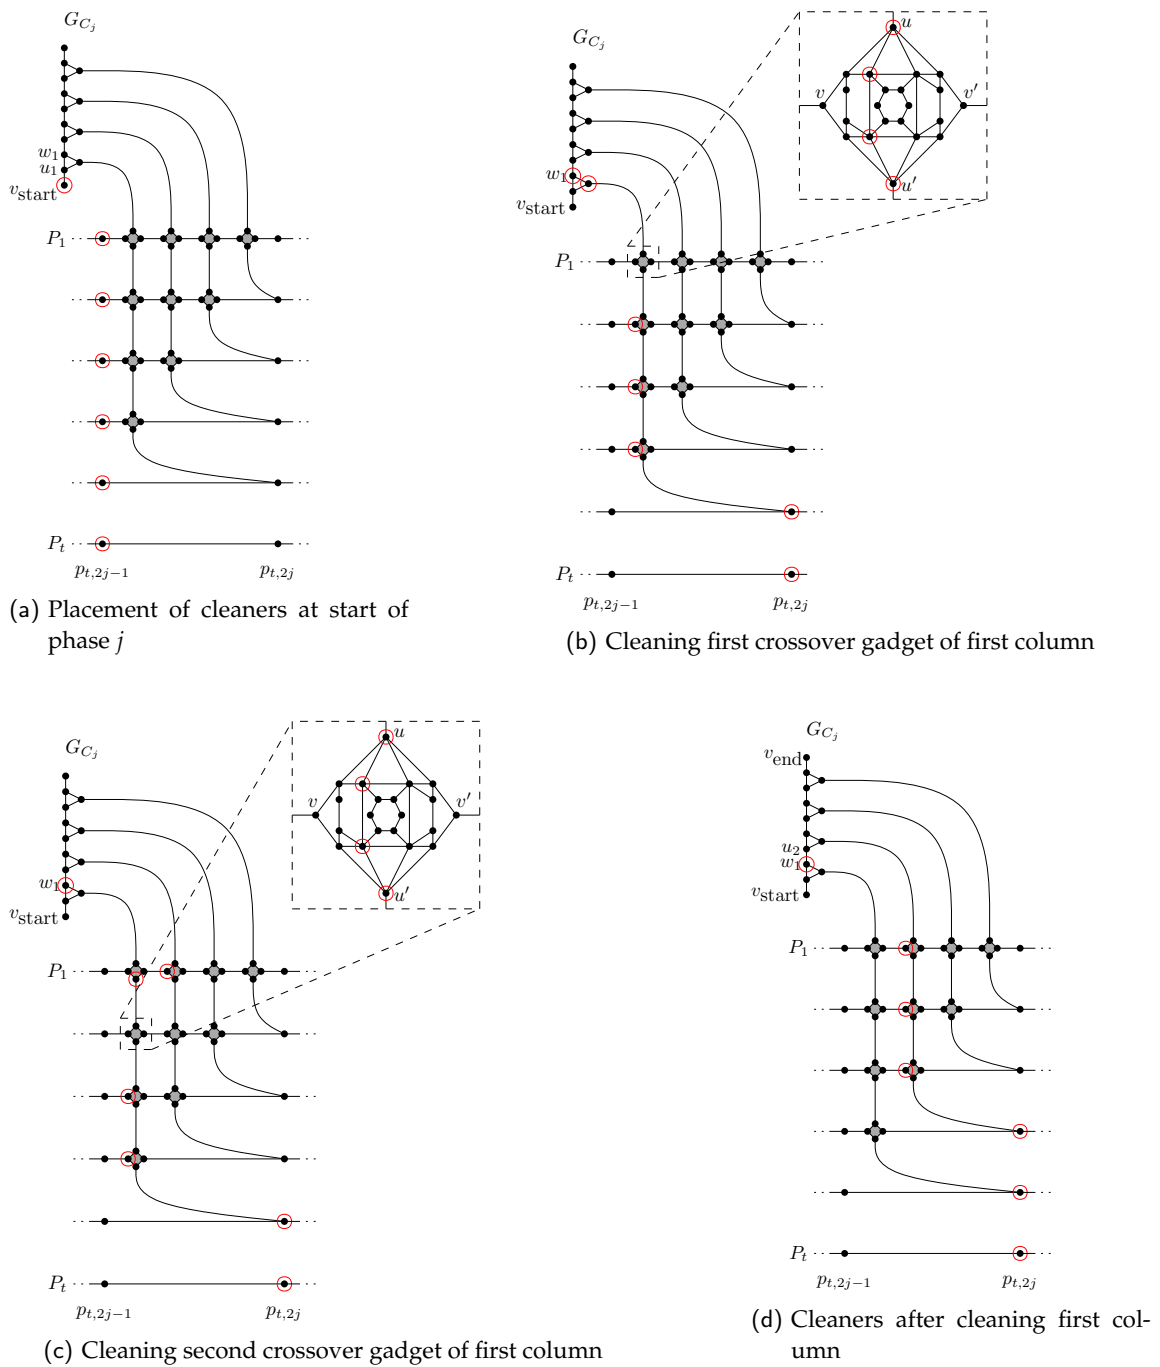 G_{C_j}
w_1
u_1
v_start
P_1
P_t
p_{t,2j−1}
p_{t,2j}
(a) Placement of cleaners at start of
phase j
G_{C_j}
w_1
v_start
u
v
v′
u′
P_1
P_t
p_{t,2j−1}
p_{t,2j}
(b) Cleaning first crossover gadget of first column
G_{C_j}
w_1
v_start
u
v
v′
u′
P_1
P_t
p_{t,2j−1}
p_{t,2j}
(c) Cleaning second crossover gadget of first column
G_{C_j}
v_end
u_2
w_1
v_start
P_1
P_t
p_{t,2j−1}
p_{t,2j}
(d) Cleaners after cleaning first col-
umn